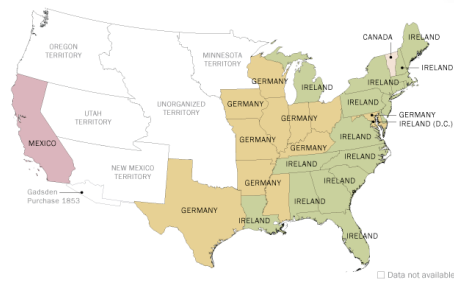 CANADA
IRELAND
OREGON
TERRITORY
MINNESOTA
TERRITORY
IRELAND
GERMANY
IRELAND
IRELAND
GERMANY
UNORGANIZED
TERRITORY
IRELAND
UTAH
TERRITORY
GERMANY
GERMANY
IRELAND (D.C.)
MEXICO
GERMANY
GERMANY
IRELAND
IRELAND
IRELAND
NEW MEXICO
TERRITORY
GERMANY
IRELAND
Gadsden
Purchase 1853
GERMANY
IRELAND
IRELAND
IRELAND
Data not available